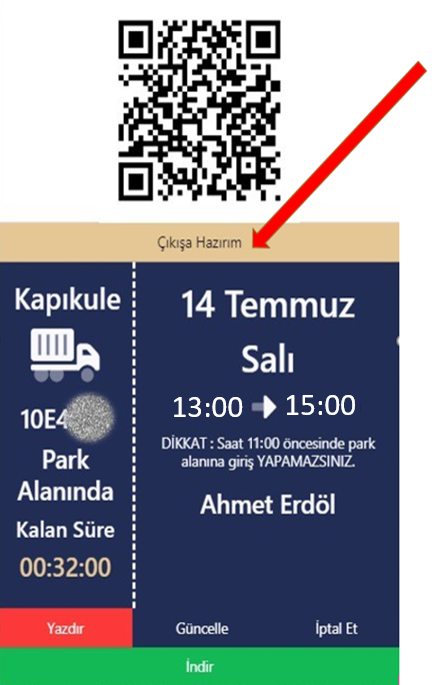 Çıkışa Hazırım
Kapıkule
10E4
Park
Alanında
Kalan Süre
00:32:00
14 Temmuz
Salı
13:00 15:00
DİKKAT : Saat 11:00 öncesinde park
alanına giriş YAPAMAZSINIZ.
Ahmet Erdöl
Yazdır
Güncelle
İptal Et
İndir